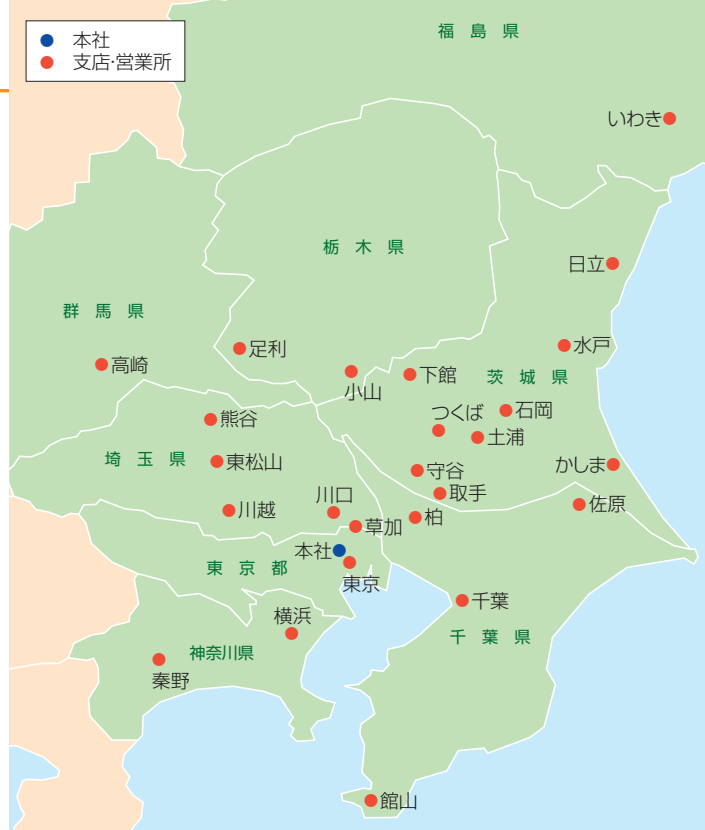 本社
支店・営業所
福島県
いわき
栃木県
日立
群馬県
水戸
足利
高崎
小山
下館
茨城県
つくば
石岡
熊谷
土浦
埼玉県
東松山
守谷
かしま
取手
川越
川口
柏
佐原
草加
本社
東京都
東京
千葉
横浜
千葉県
神奈川県
秦野
館山